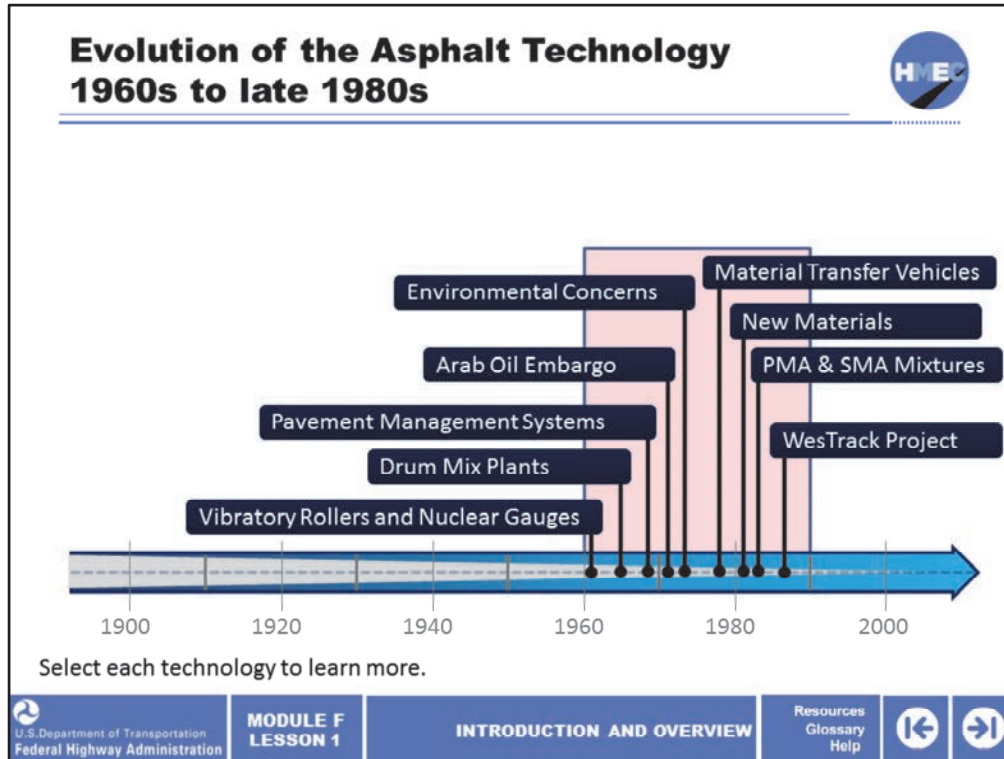 Evolution of the Asphalt Technology
1960s to late 1980s
HMEC
Material Transfer Vehicles
Environmental Concerns
New Materials
Arab Oil Embargo
PMA & SMA Mixtures
Pavement Management Systems
WesTrack Project
Drum Mix Plants
Vibratory Rollers and Nuclear Gauges
1900
1920
1940
1960
1980
2000
Select each technology to learn more.
U.S.Department of Transportation
Federal Highway Administration
MODULE F
LESSON 1
INTRODUCTION AND OVERVIEW
Resources
Glossary
Help